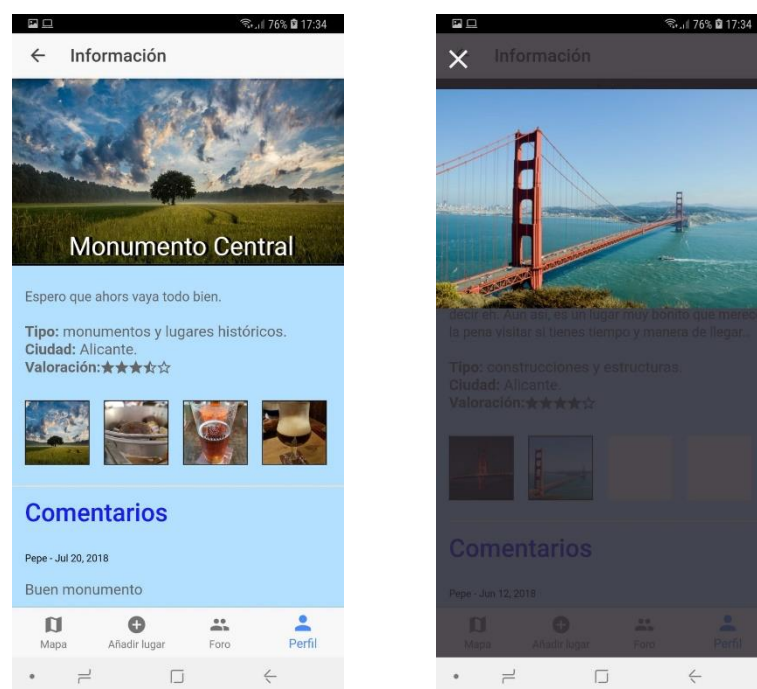 76% 17:34
Información
Monumento Central
Espero que ahors vaya todo bien.
Tipo: monumentos y lugares históricos.
Ciudad: Alicante.
Valoración:
Comentarios
Pepe - Jul 20, 2018
Buen monumento
Mapa Añadir lugar Foro Perfil
76% 17:34
Información
decir eh. Aun así, es un lugar muy bonito que merece
la pena visitar si tienes tiempo y manera de llegar...
Tipo: construcciones y estructuras.
Ciudad: Alicante.
Valoración:
Comentarios
Pepe - Jun 12, 2018
Mapa Añadir lugar Foro Perfil